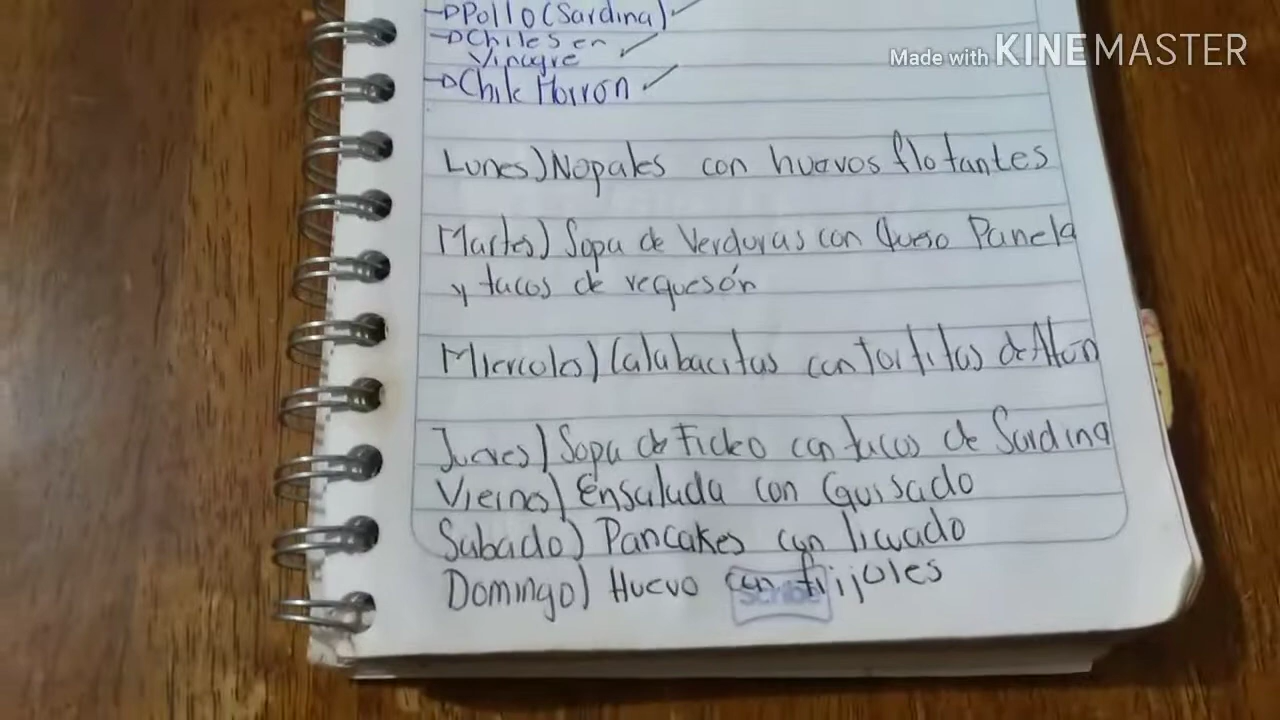 Pollo (Sardina)
Made with KINEMASTER
Chiles en
Vinagre
Chile Morron
Lunes) Nopales con huevos flotantes
Martes) Sopa de Verduras con Queso Panela
y tacos de requesón
Miercoles) Calabacitas con tortitas de Atún
Jueves) Sopa de Fideo con tacos de Sardina
Viernes) Ensalada con Guisado
Sabado) Pancakes con licuado
Domingo) Huevo con frijoles
Scribe